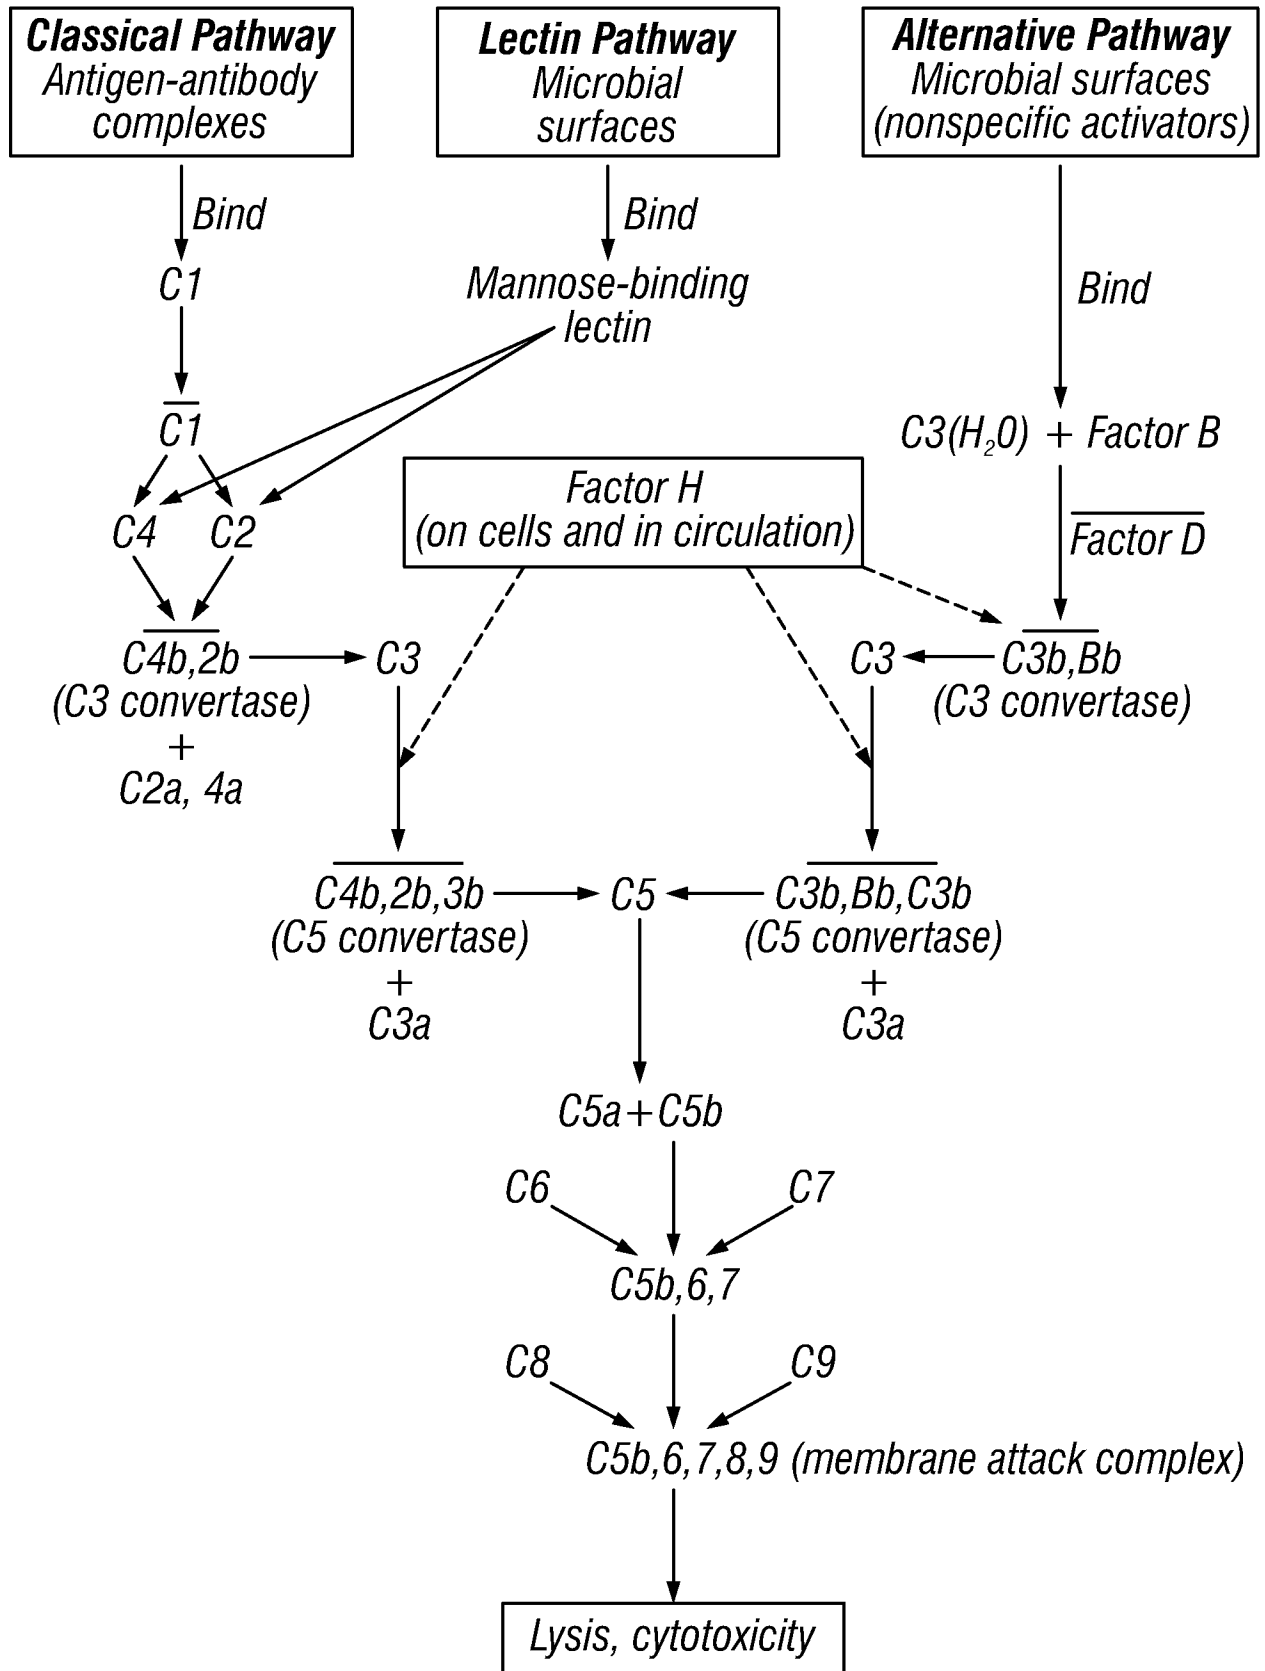 Classical Pathway
Antigen-antibody
complexes
Lectin Pathway
Microbial
surfaces
Alternative Pathway
Microbial surfaces
(nonspecific activators)
Bind
Bind
Bind
C1
Mannose-binding
lectin
C1
C3(H₂0) + Factor B
Factor H
(on cells and in circulation)
Factor D
C4
C2
C4b,2b
(C3 convertase)
+
C2a, 4a
C3
C3
C3b,Bb
(C3 convertase)
C4b,2b,3b
(C5 convertase)
+
C3a
C5
C3b,Bb,C3b
(C5 convertase)
+
C3a
C5a+C5b
C6
C7
C5b,6,7
C8
C9
C5b,6,7,8,9 (membrane attack complex)
Lysis, cytotoxicity